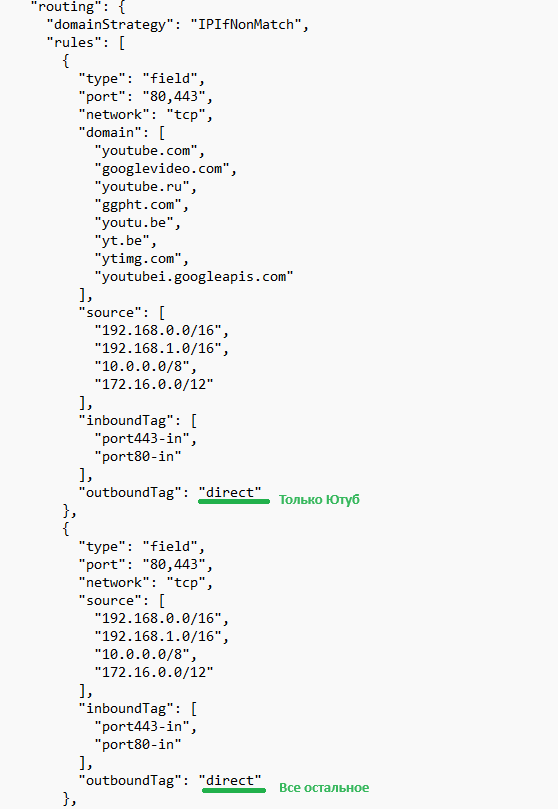 "routing": {
"domainStrategy": "IPIfNonMatch",
"rules": [
{
"type": "field",
"port": "80,443",
"network": "tcp",
"domain": [
"youtube.com",
"googlevideo.com",
"youtube.ru",
"ggpht.com",
"youtu.be",
"yt.be",
"ytimg.com",
"youtubei.googleapis.com"
],
"source": [
"192.168.0.0/16",
"192.168.1.0/16",
"10.0.0.0/8",
"172.16.0.0/12"
],
"inboundTag": [
"port443-in",
"port80-in"
],
"outboundTag": "direct" Только Ютуб
},
{
"type": "field",
"port": "80,443",
"network": "tcp",
"source": [
"192.168.0.0/16",
"192.168.1.0/16",
"10.0.0.0/8",
"172.16.0.0/12"
],
"inboundTag": [
"port443-in",
"port80-in"
],
"outboundTag": "direct" Все остальное
},